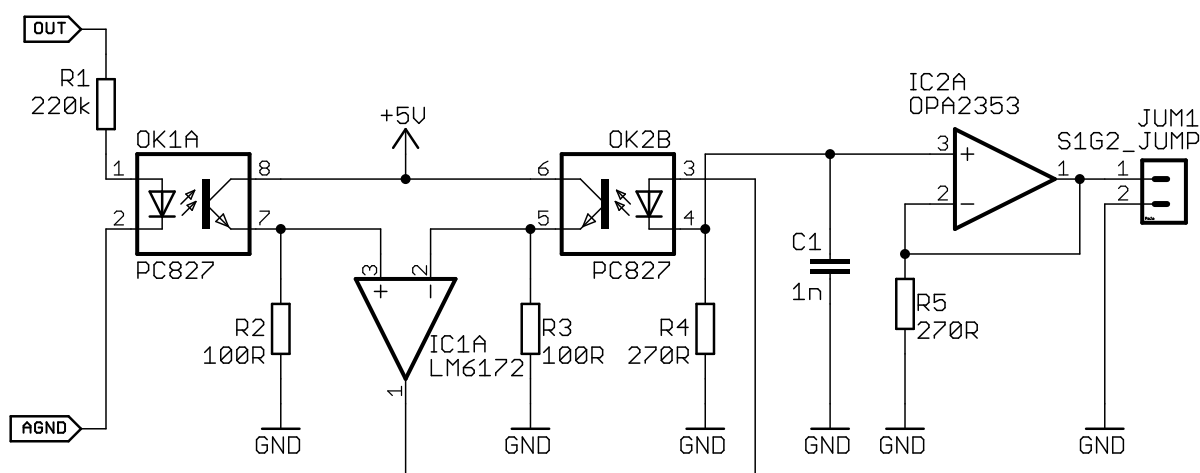 OUT
R1
220k
OK1A
1
8
2
7
PC827
+5V
OK2B
6
3
5
4
PC827
IC2A
OPA2353
3
+
2
−
1
JUM1
S1G2_JUMP
1
2
R2
100R
3
2
+
−
IC1A
LM6172
1
R3
100R
R4
270R
C1
1n
R5
270R
AGND
GND
GND
GND
GND
GND
GND